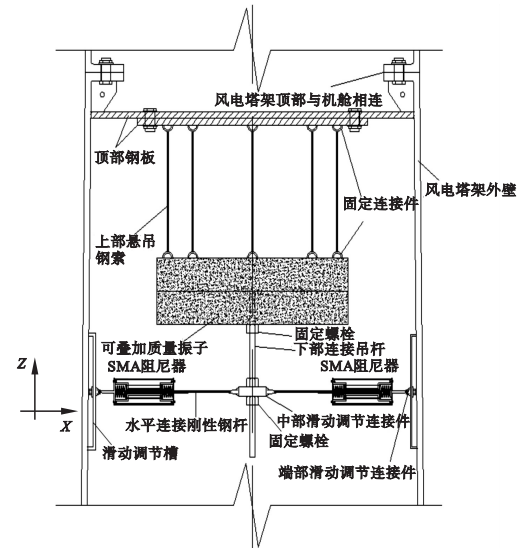 风电塔架顶部与机舱相连
顶部钢板
固定连接件
风电塔架外壁
上部悬吊
钢索
固定螺栓
可叠加质量振子
下部连接吊杆
SMA阻尼器
SMA阻尼器
Z
X
水平连接刚性钢杆
中部滑动调节连接件
固定螺栓
滑动调节槽
端部滑动调节连接件